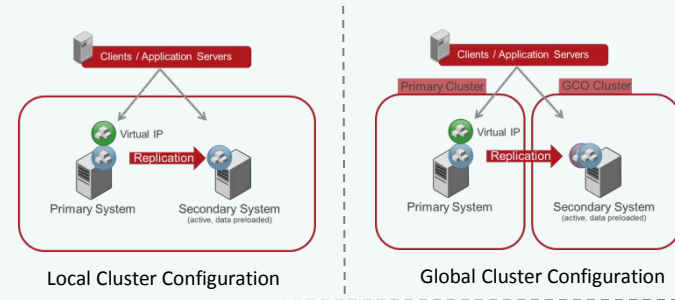 Clients / Application Servers
Virtual IP
Replication
Primary System
Secondary System
(active, data preloaded)
Local Cluster Configuration
Clients / Application Servers
Primary Cluster
GCO Cluster
Virtual IP
Replication
Primary System
Secondary System
(active, data preloaded)
Global Cluster Configuration